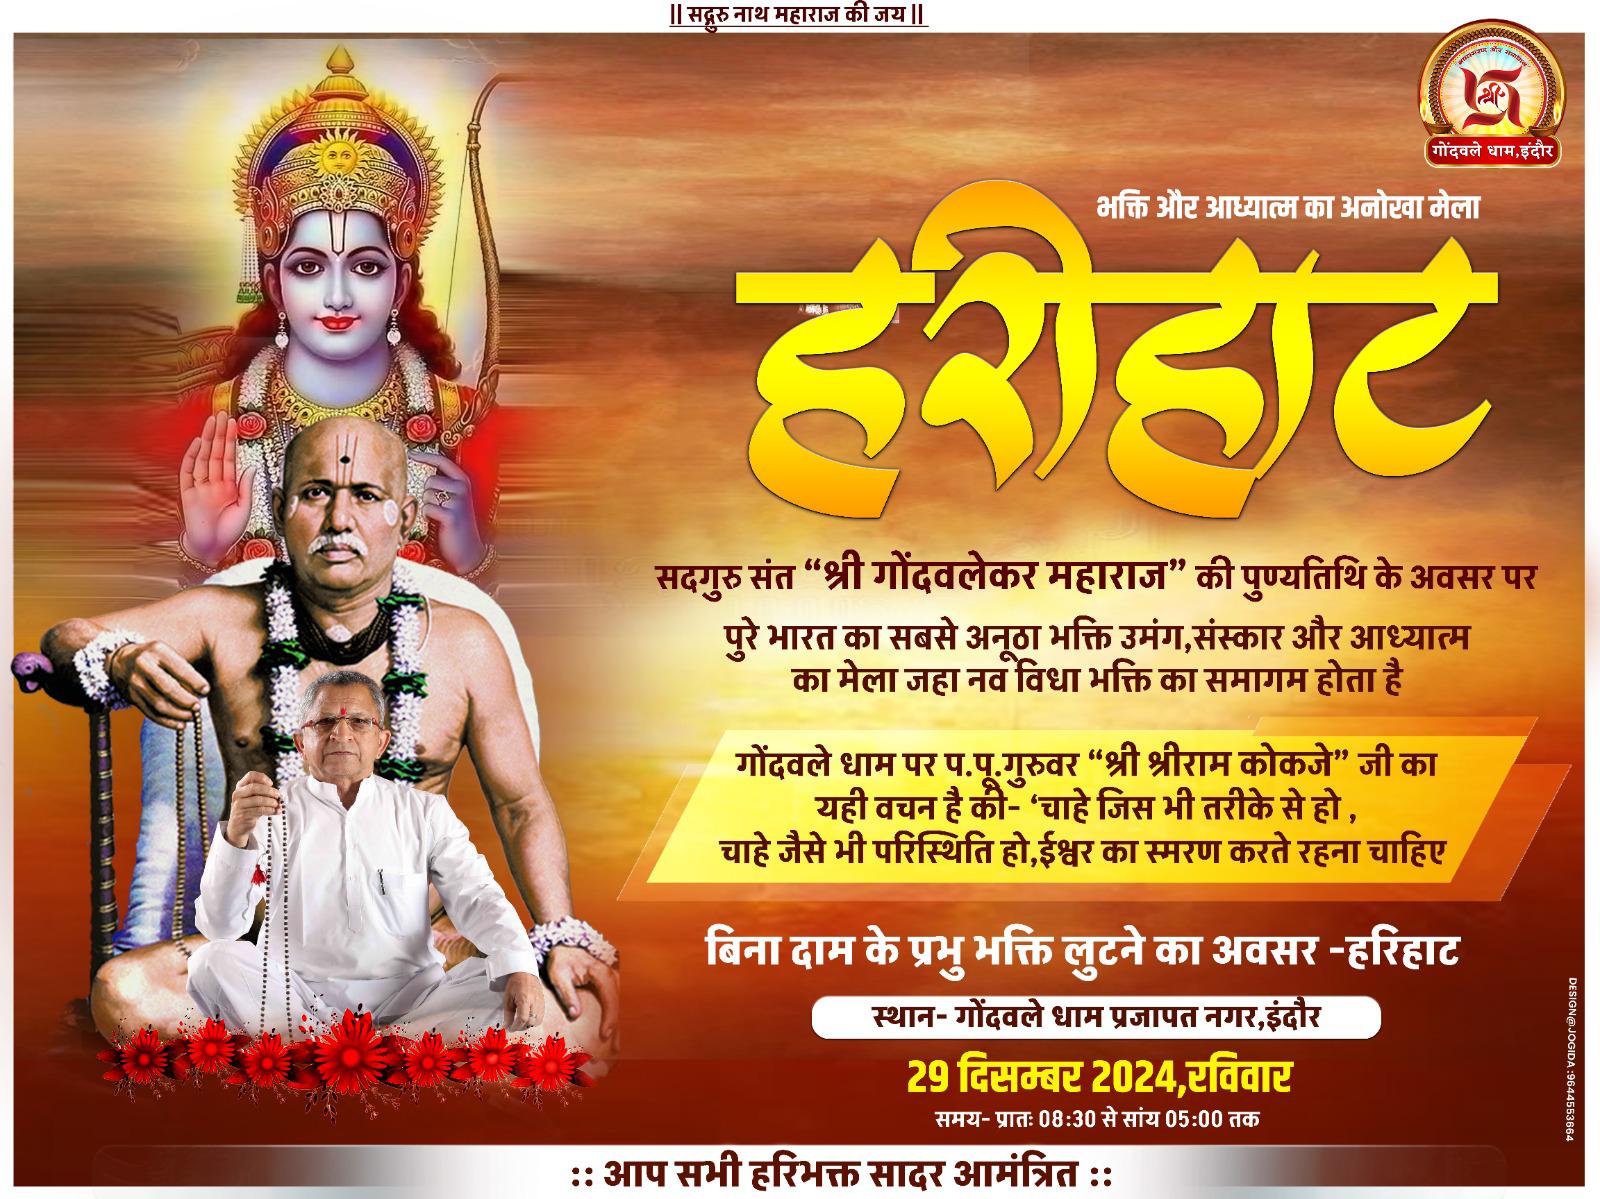 || सद्गुरु नाथ महाराज की जय ||
श्री
गोंदवले धाम,इंदौर
भक्ति और आध्यात्म का अनोखा मेला
हरीहाट
सदगुरु संत “श्री गोंदवलेकर महाराज” की पुण्यतिथि के अवसर पर
पुरे भारत का सबसे अनूठा भक्ति उमंग,संस्कार और आध्यात्म
का मेला जहा नव विधा भक्ति का समागम होता है
गोंदवले धाम पर प.पू.गुरुवर “श्री श्रीराम कोकजे” जी का
यही वचन है की- ‘चाहे जिस भी तरीके से हो ,
चाहे जैसे भी परिस्थिति हो,ईश्वर का स्मरण करते रहना चाहिए
बिना दाम के प्रभु भक्ति लुटने का अवसर -हरिहाट
स्थान- गोंदवले धाम प्रजापत नगर,इंदौर
29 दिसम्बर 2024,रविवार
समय- प्रातः 08:30 से सांय 05:00 तक
:: आप सभी हरिभक्त सादर आमंत्रित ::
DESIGN@JOGIDA:9644553664